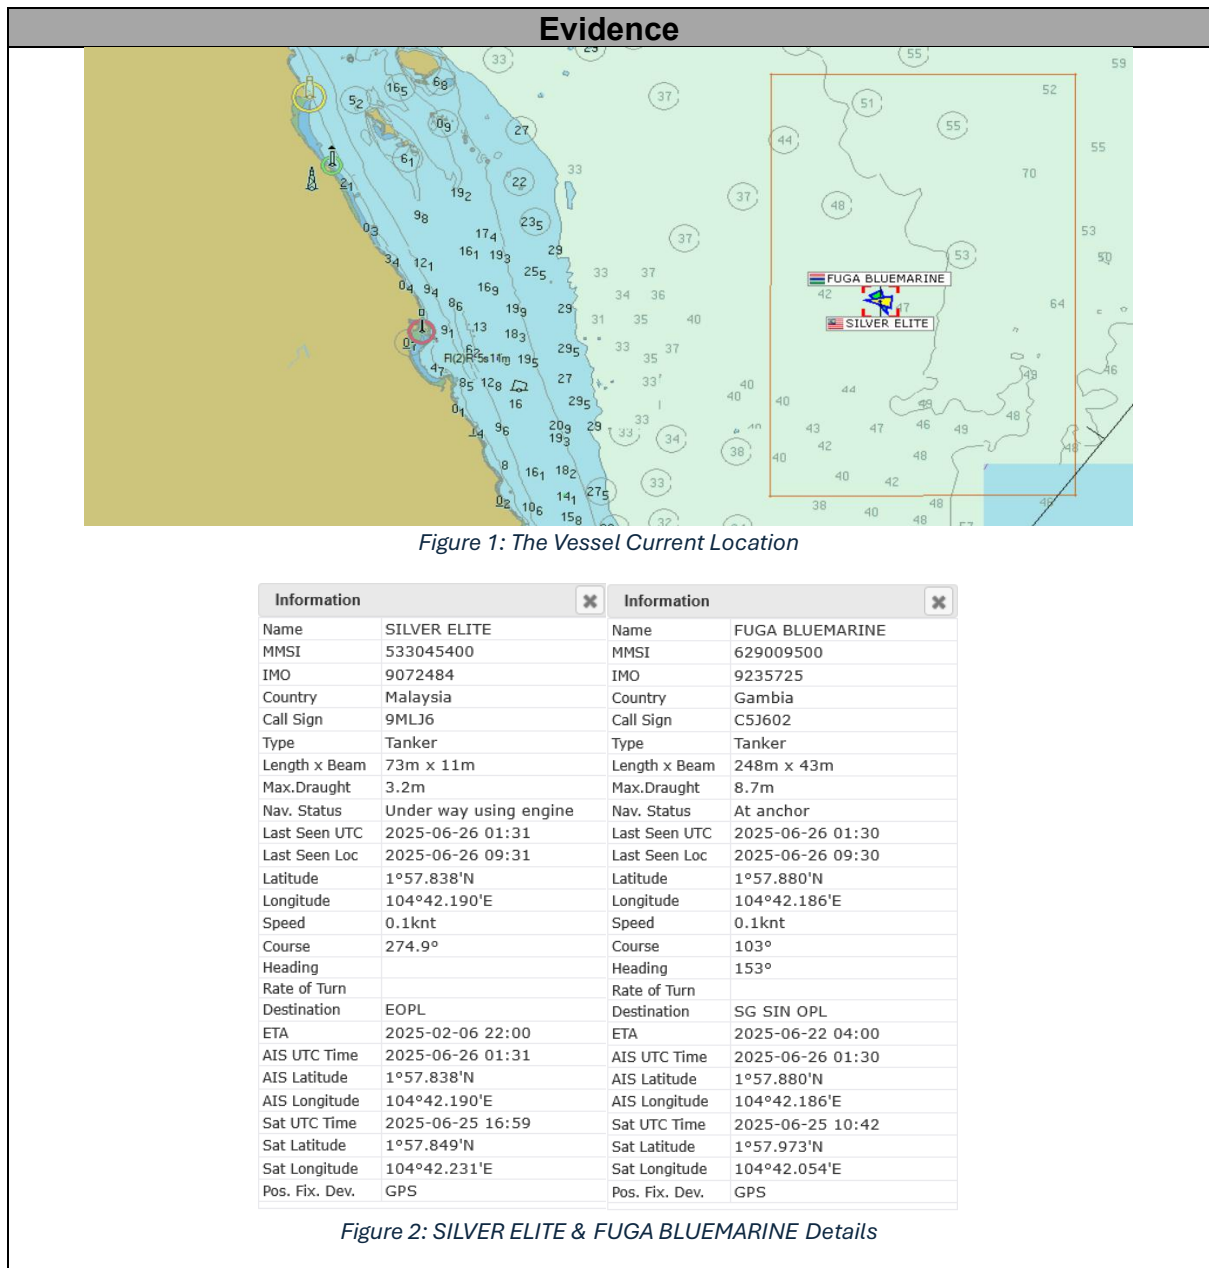 Evidence
FUGA BLUEMARINE
SILVER ELITE
Fl(2)R 5s11m
Figure 1: The Vessel Current Location
Information
Name SILVER ELITE
MMSI 533045400
IMO 9072484
Country Malaysia
Call Sign 9MLJ6
Type Tanker
Length x Beam 73m x 11m
Max.Draught 3.2m
Nav. Status Under way using engine
Last Seen UTC 2025-06-26 01:31
Last Seen Loc 2025-06-26 09:31
Latitude 1°57.838'N
Longitude 104°42.190'E
Speed 0.1knt
Course 274.9°
Heading
Rate of Turn
Destination EOPL
ETA 2025-02-06 22:00
AIS UTC Time 2025-06-26 01:31
AIS Latitude 1°57.838'N
AIS Longitude 104°42.190'E
Sat UTC Time 2025-06-25 16:59
Sat Latitude 1°57.849'N
Sat Longitude 104°42.231'E
Pos. Fix. Dev. GPS
Information
Name FUGA BLUEMARINE
MMSI 629009500
IMO 9235725
Country Gambia
Call Sign C5J602
Type Tanker
Length x Beam 248m x 43m
Max.Draught 8.7m
Nav. Status At anchor
Last Seen UTC 2025-06-26 01:30
Last Seen Loc 2025-06-26 09:30
Latitude 1°57.880'N
Longitude 104°42.186'E
Speed 0.1knt
Course 103°
Heading 153°
Rate of Turn
Destination SG SIN OPL
ETA 2025-06-22 04:00
AIS UTC Time 2025-06-26 01:30
AIS Latitude 1°57.880'N
AIS Longitude 104°42.186'E
Sat UTC Time 2025-06-25 10:42
Sat Latitude 1°57.973'N
Sat Longitude 104°42.054'E
Pos. Fix. Dev. GPS
Figure 2: SILVER ELITE & FUGA BLUEMARINE Details